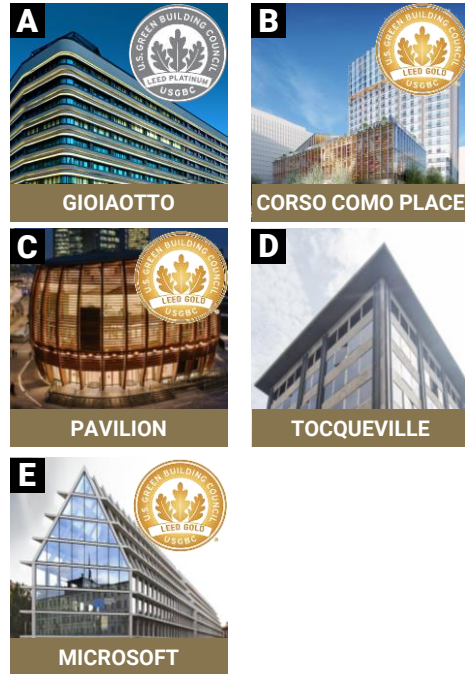 A
U.S. GREEN BUILDING COUNCIL
LEED PLATINUM
USGBC
GIOIAOTTO
B
U.S. GREEN BUILDING COUNCIL
LEED GOLD
USGBC
CORSO COMO PLACE
C
U.S. GREEN BUILDING COUNCIL
LEED GOLD
USGBC
PAVILION
D
TOCQUEVILLE
E
U.S. GREEN BUILDING COUNCIL
LEED GOLD
USGBC
MICROSOFT